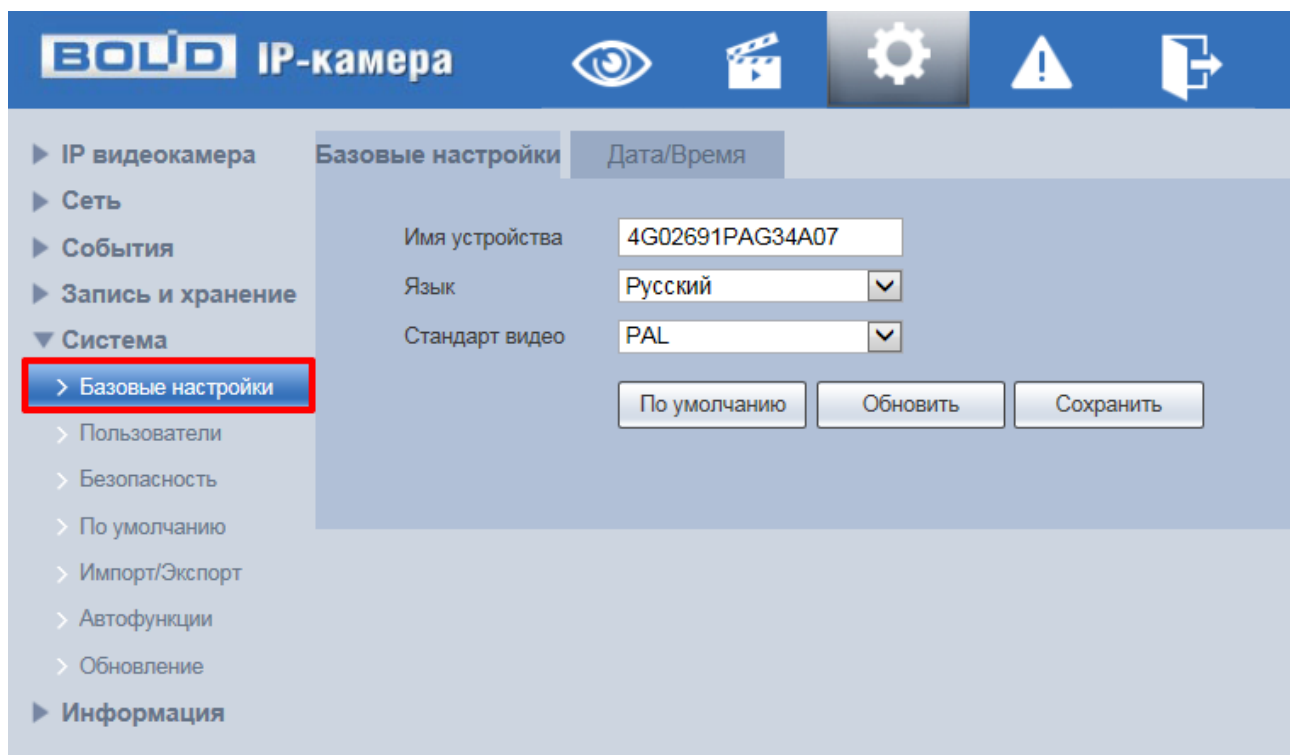 BOLID IP-камера
IP видеокамера
Сеть
События
Запись и хранение
Система
Базовые настройки
Пользователи
Безопасность
По умолчанию
Импорт/Экспорт
Автофункции
Обновление
Информация
Базовые настройки Дата/Время
Имя устройства 4G02691PAG34A07
Язык Русский
Стандарт видео PAL
По умолчанию Обновить Сохранить